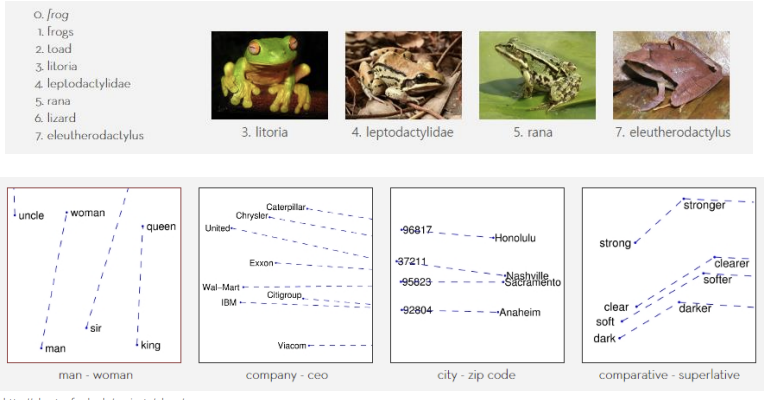 0. frog
1. frogs
2. toad
3. litoria
4. leptodactylidae
5. rana
6. lizard
7. eleutherodactylus
3. litoria
4. leptodactylidae
5. rana
7. eleutherodactylus
uncle
woman
queen
sir
man
king
man - woman
Caterpillar
Chrysler
United
Exxon
Wal-Mart
Citigroup
IBM
Viacom
company - ceo
96817
Honolulu
37211
Nashville
95823
Sacramento
92804
Anaheim
city - zip code
stronger
strong
clearer
softer
clear
darker
soft
dark
comparative - superlative